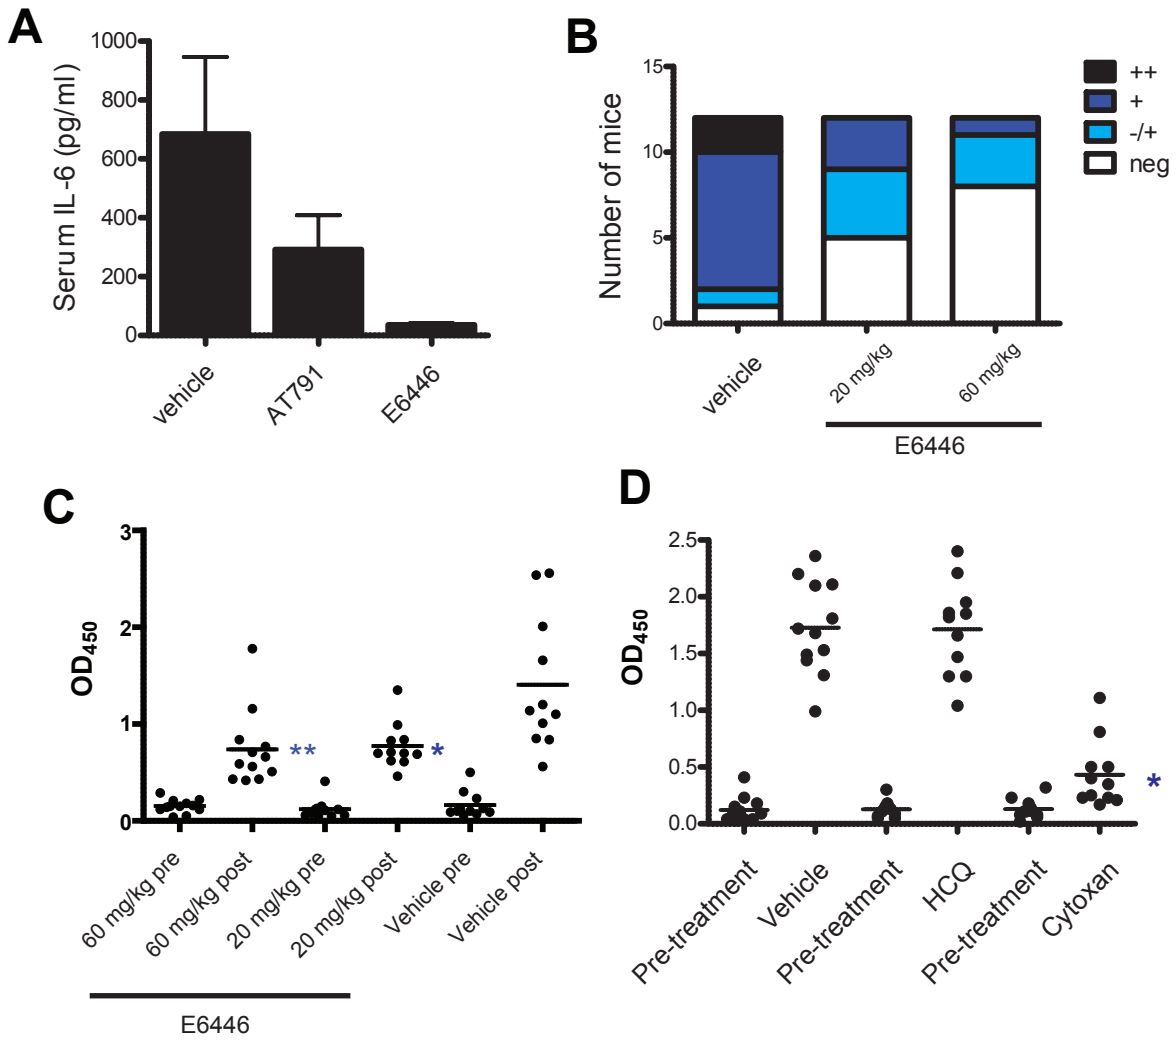 A
Serum IL-6 (pg/ml)
1000
800
600
400
200
0
vehicle
AT791
E6446
B
Number of mice
15
10
5
0
vehicle
20 mg/kg
60 mg/kg
E6446
++
+
-/+
neg
C
OD450
3
2
1
0
**
*
60 mg/kg pre
60 mg/kg post
20 mg/kg pre
20 mg/kg post
Vehicle pre
Vehicle post
E6446
D
OD450
2.5
2.0
1.5
1.0
0.5
0.0
*
Pre-treatment
Vehicle
Pre-treatment
HCQ
Pre-treatment
Cytoxan